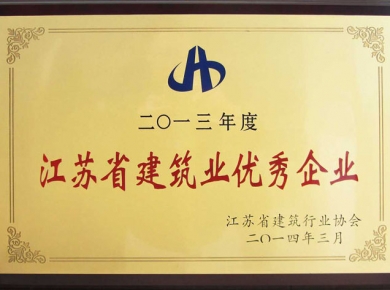 二〇一三年度
江苏省建筑业优秀企业
江苏省建筑行业协会
二〇一四年三月